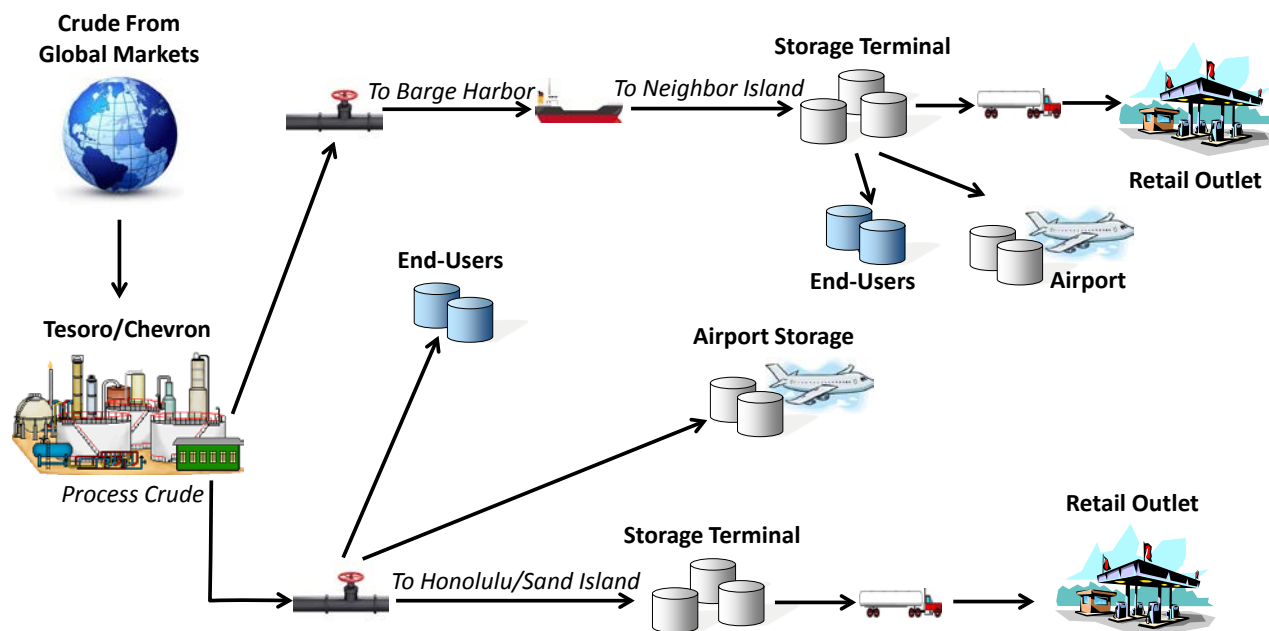 Crude From
Global Markets
To Barge Harbor
To Neighbor Island
Storage Terminal
Retail Outlet
End-Users
Airport
End-Users
Tesoro/Chevron
Process Crude
Airport Storage
Storage Terminal
To Honolulu/Sand Island
Retail Outlet